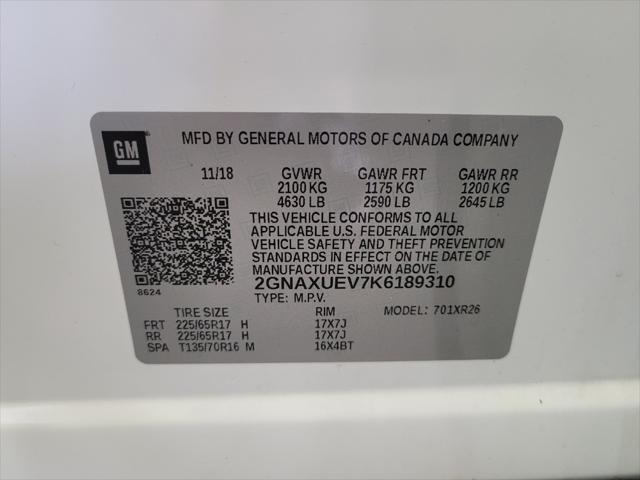 GM
MFD BY GENERAL MOTORS OF CANADA COMPANY
11/18 GVWR GAWR FRT GAWR RR
2100 KG 1175 KG 1200 KG
4630 LB 2590 LB 2645 LB
THIS VEHICLE CONFORMS TO ALL
APPLICABLE U.S. FEDERAL MOTOR
VEHICLE SAFETY AND THEFT PREVENTION
STANDARDS IN EFFECT ON THE DATE OF
MANUFACTURE SHOWN ABOVE.
2GNAXUEV7K6189310
8624
TYPE: M.P.V. MODEL: 701XR26
TIRE SIZE RIM
FRT 225/65R17 H 17X7J
RR 225/65R17 H 17X7J
SPA T135/70R16 M 16X4BT